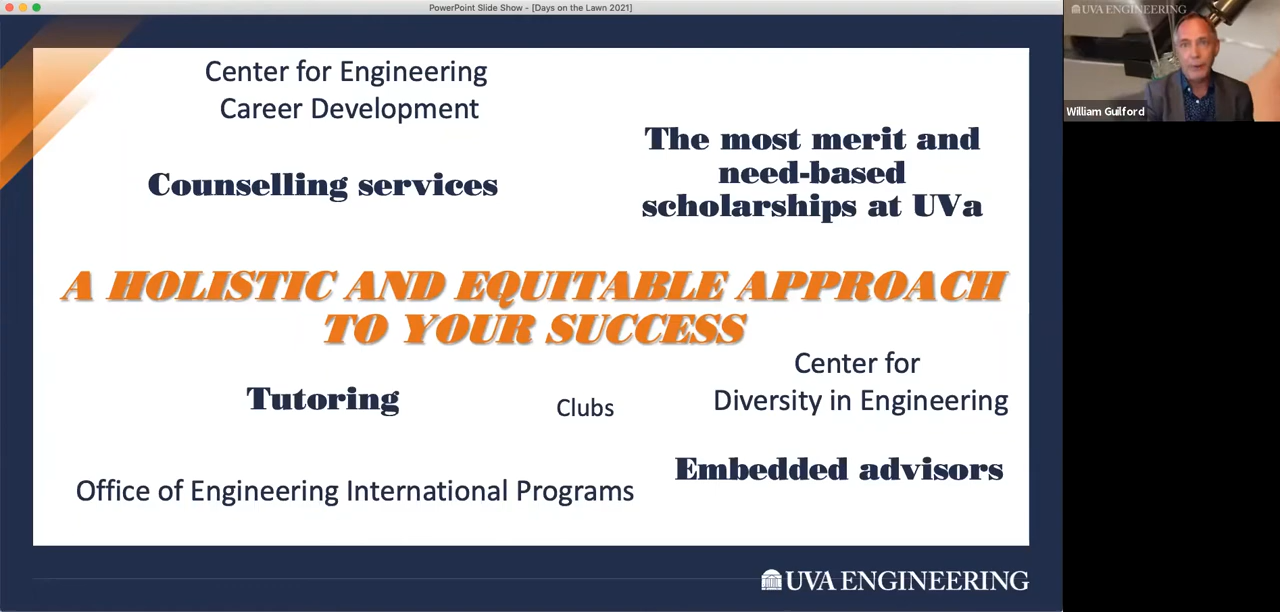 PowerPoint Slide Show - [Days on the Lawn 2021]
UVA ENGINEERING
William Guilford
Center for Engineering
Career Development
The most merit and
need-based
scholarships at UVa
Counselling services
A HOLISTIC AND EQUITABLE APPROACH
TO YOUR SUCCESS
Center for
Diversity in Engineering
Tutoring
Clubs
Embedded advisors
Office of Engineering International Programs
UVA ENGINEERING